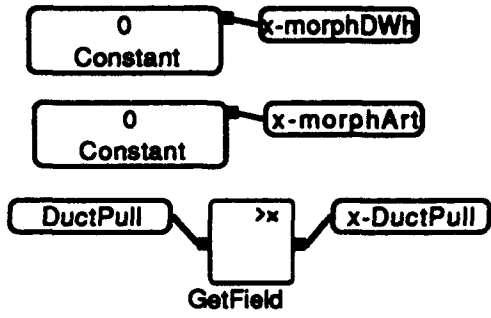 0
Constant
x-morphDWh
0
Constant
x-morphArt
DuctPull
>x
x-DuctPull
GetField